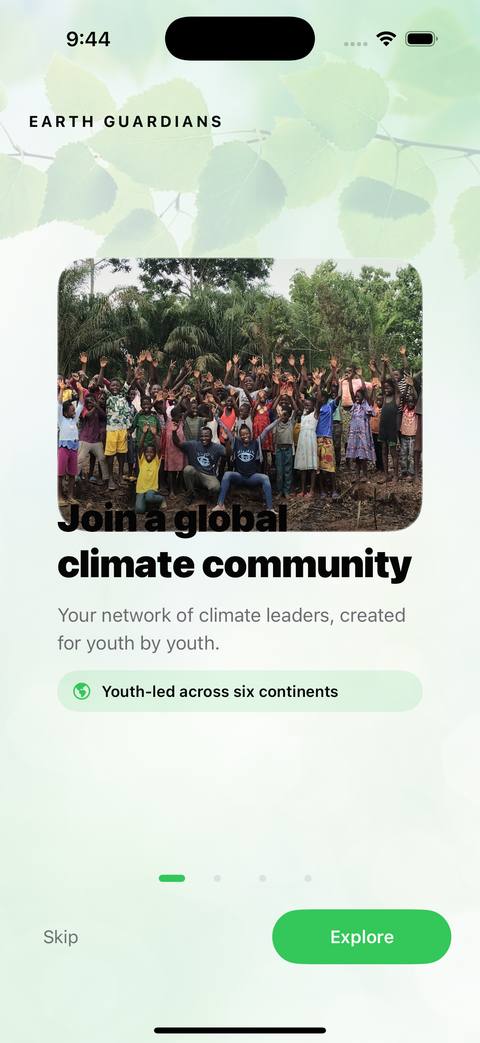 9:44
EARTH GUARDIANS
Join a global
climate community
Your network of climate leaders, created
for youth by youth.
Youth-led across six continents
Skip
Explore